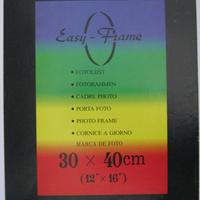 Easy-Frame
• FOTOLIJST
• FOTORAHMEN
• CADRE PHOTO
• PORTA FOTO
• PHOTO FRAME
• CORNICE A GIORNO
MARCA DE FOTO
30 × 40cm
(12"×16")